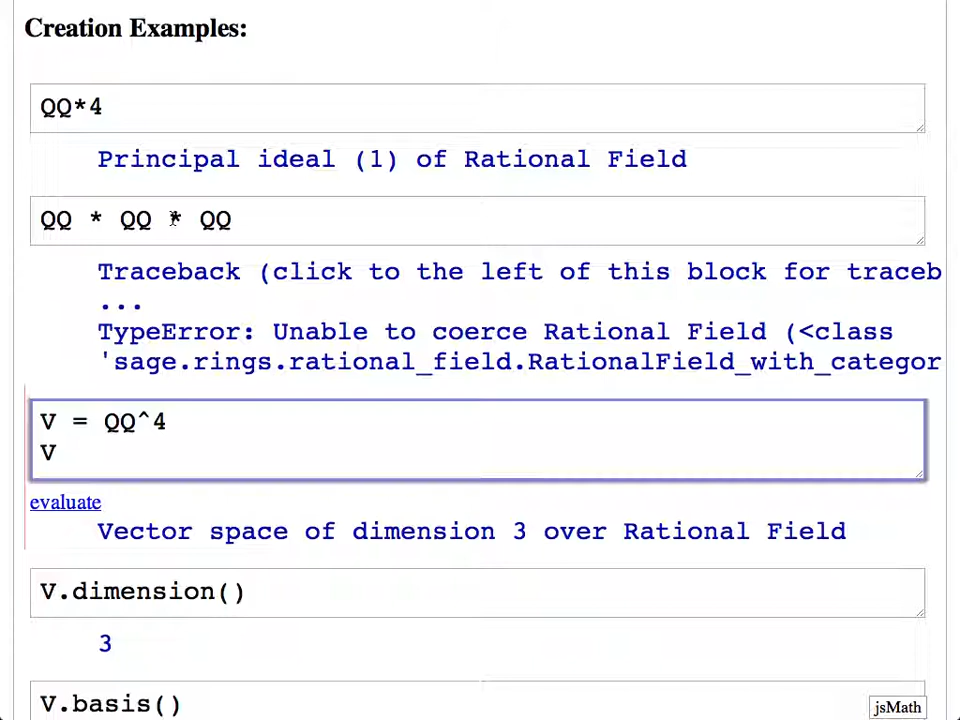 Creation Examples:
QQ*4
Principal ideal (1) of Rational Field
QQ * QQ * QQ
Traceback (click to the left of this block for traceb
...
TypeError: Unable to coerce Rational Field (<class
'sage.rings.rational_field.RationalField_with_categor
V = QQ^4
V
evaluate
Vector space of dimension 3 over Rational Field
V.dimension()
3
V.basis()
jsMath